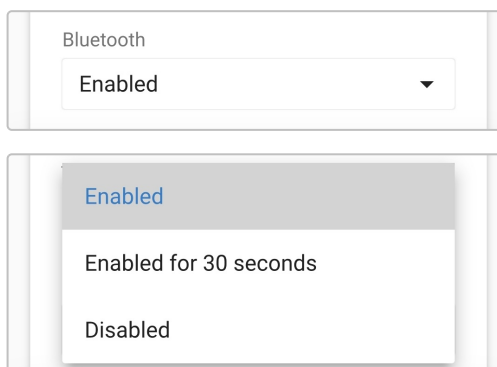 Bluetooth
Enabled
Enabled
Enabled for 30 seconds
Disabled